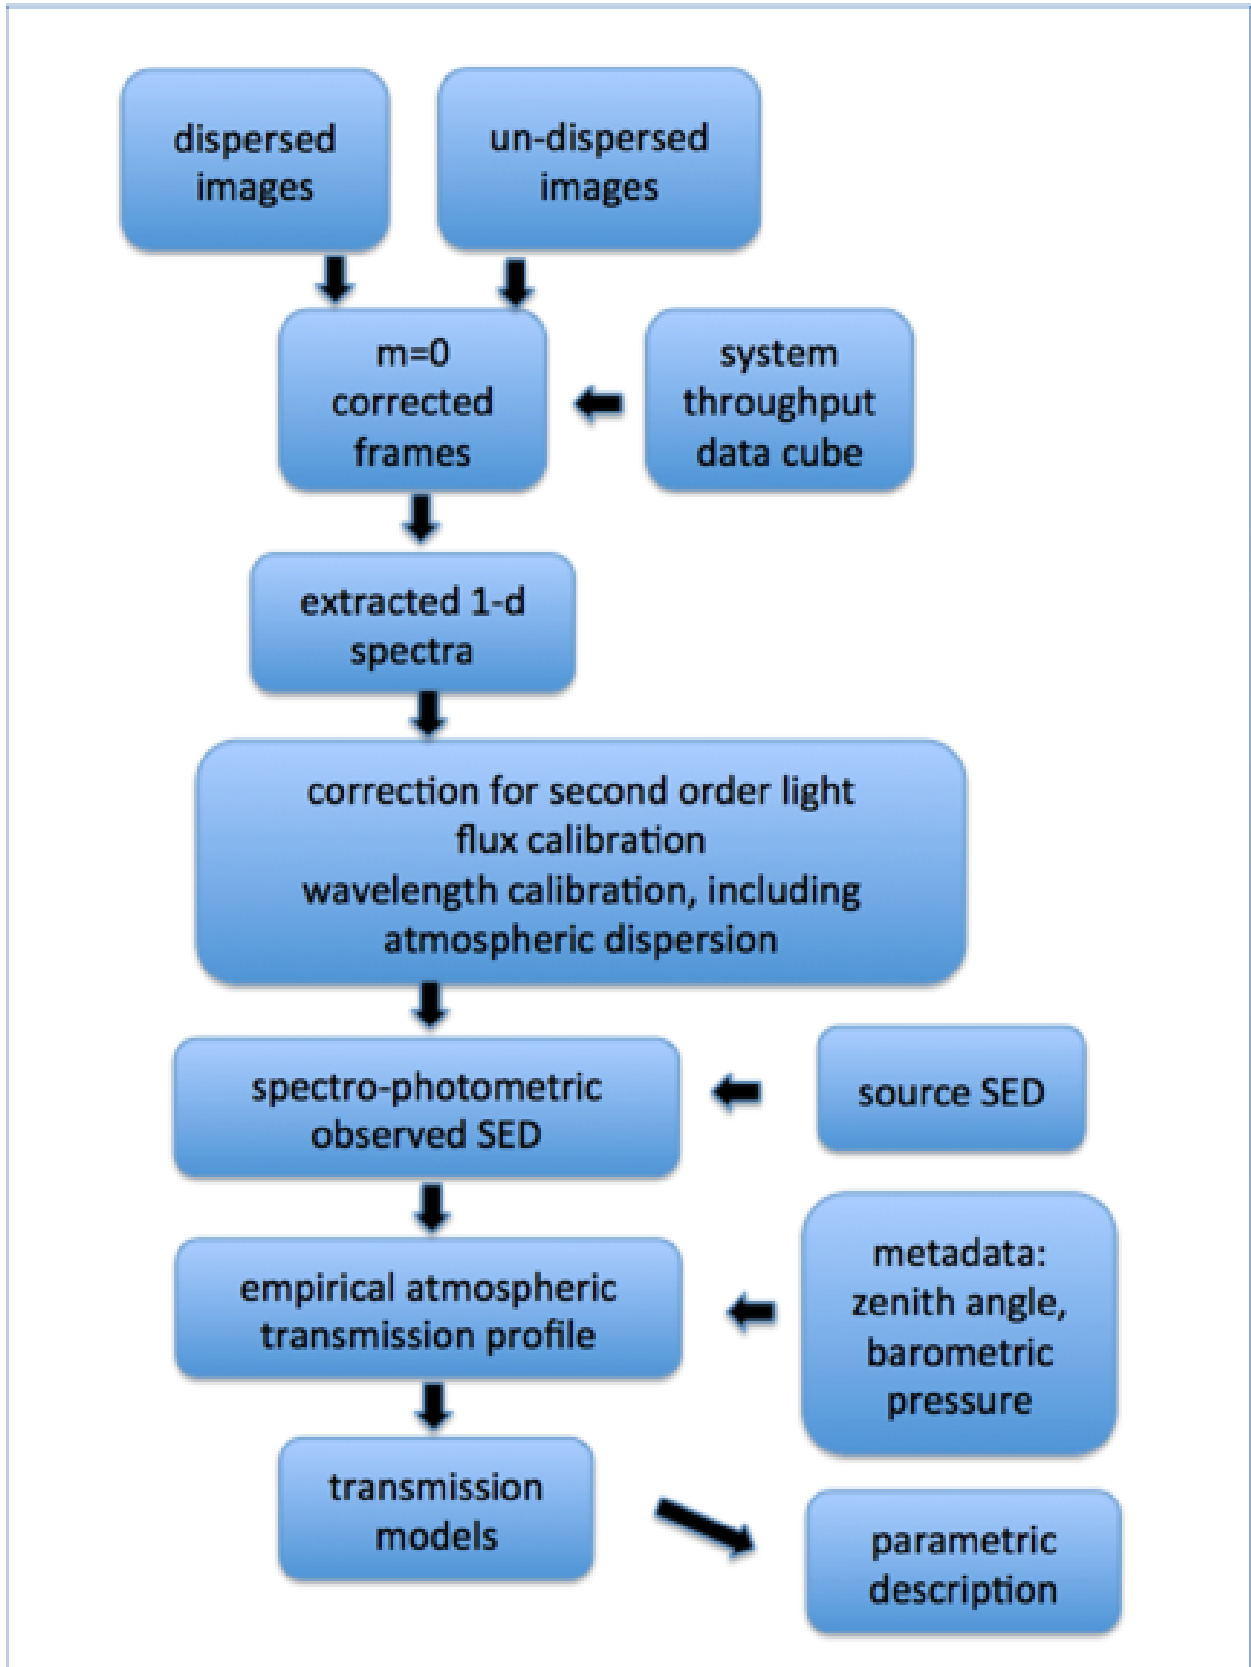 dispersed
images
un-dispersed
images
m=0
corrected
frames
system
throughput
data cube
extracted 1-d
spectra
correction for second order light
flux calibration
wavelength calibration, including
atmospheric dispersion
spectro-photometric
observed SED
source SED
empirical atmospheric
transmission profile
metadata:
zenith angle,
barometric
pressure
transmission
models
parametric
description